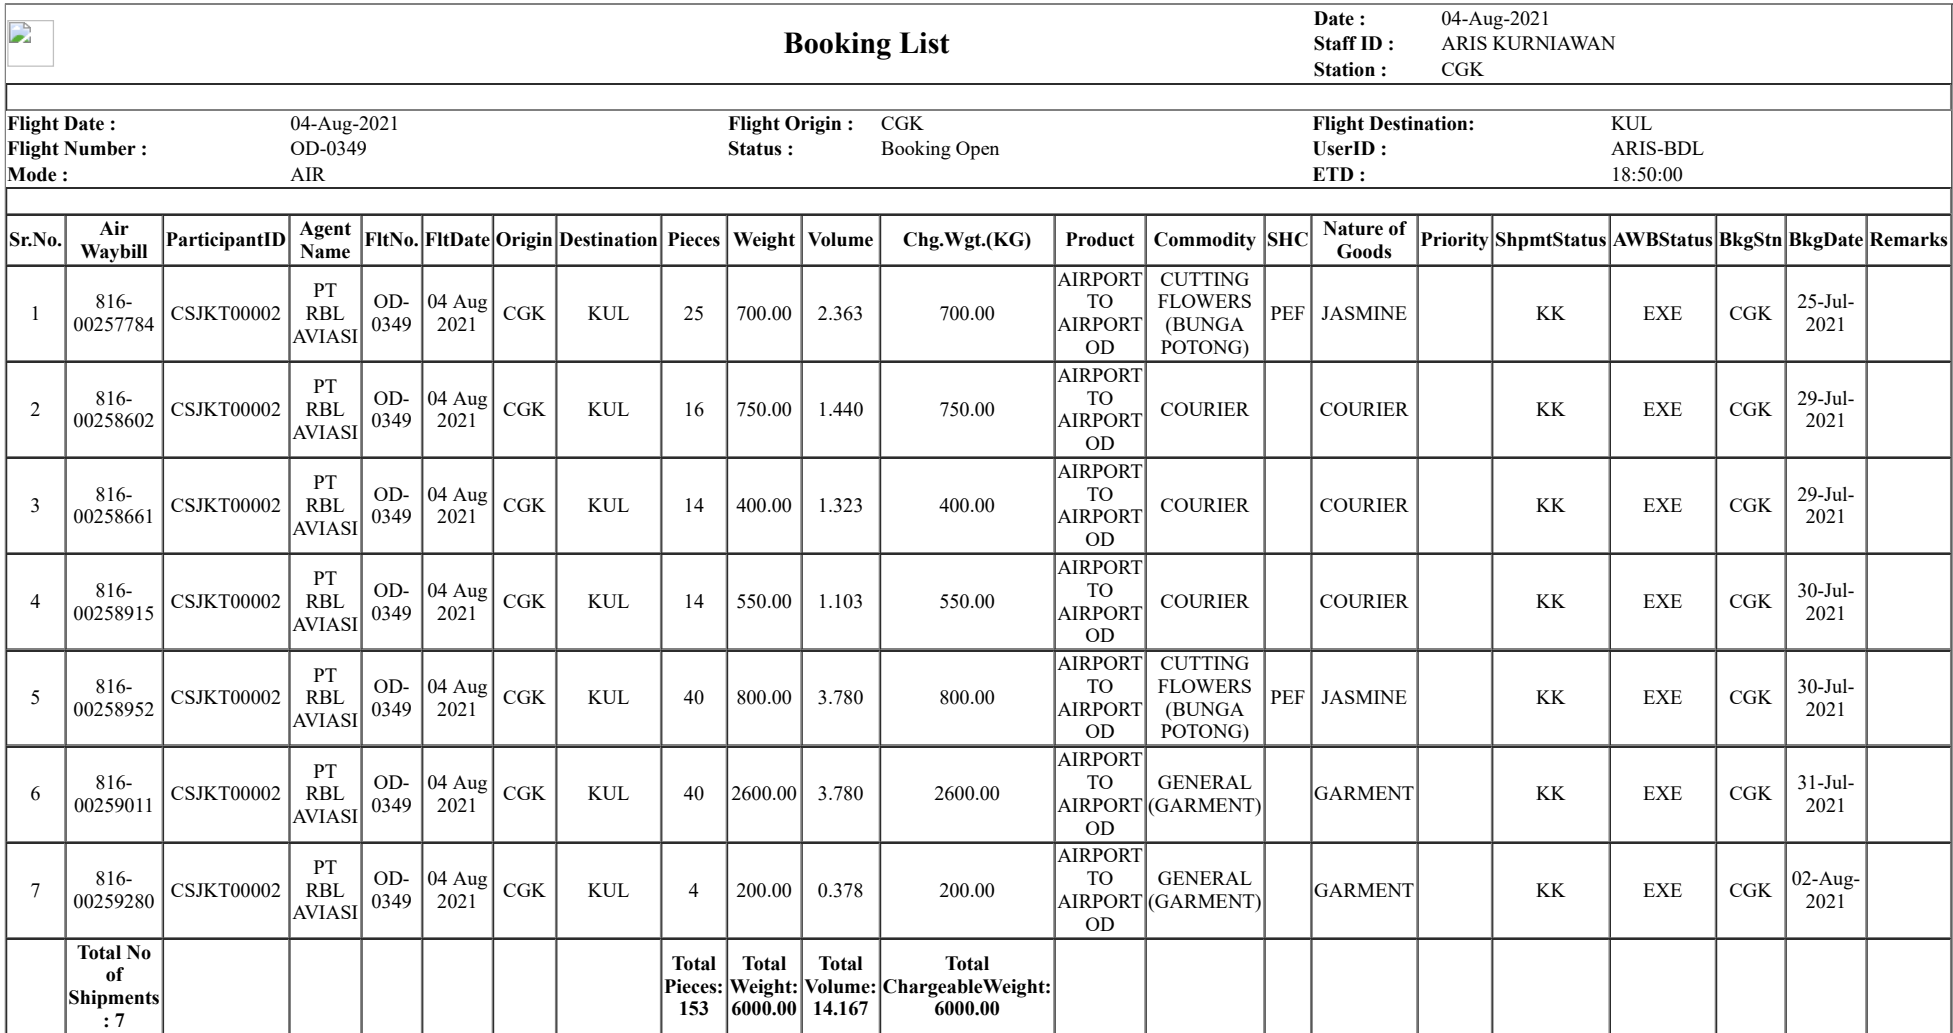 Booking List
Date : 04-Aug-2021
Staff ID : ARIS KURNIAWAN
Station : CGK
Flight Date : 04-Aug-2021 Flight Origin : CGK Flight Destination: KUL
Flight Number : OD-0349 Status : Booking Open UserID : ARIS-BDL
Mode : AIR ETD : 18:50:00
Sr.No. Air Waybill ParticipantID Agent Name FltNo. FltDate Origin Destination Pieces Weight Volume Chg.Wgt.(KG) Product Commodity SHC Nature of Goods Priority ShpmtStatus AWBStatus BkgStn BkgDate Remarks
1 816-00257784 CSJKT00002 PT RBL AVIASI OD-0349 04 Aug 2021 CGK KUL 25 700.00 2.363 700.00 AIRPORT TO AIRPORT OD CUTTING FLOWERS (BUNGA POTONG) PEF JASMINE KK EXE CGK 25-Jul-2021
2 816-00258602 CSJKT00002 PT RBL AVIASI OD-0349 04 Aug 2021 CGK KUL 16 750.00 1.440 750.00 AIRPORT TO AIRPORT OD COURIER COURIER KK EXE CGK 29-Jul-2021
3 816-00258661 CSJKT00002 PT RBL AVIASI OD-0349 04 Aug 2021 CGK KUL 14 400.00 1.323 400.00 AIRPORT TO AIRPORT OD COURIER COURIER KK EXE CGK 29-Jul-2021
4 816-00258915 CSJKT00002 PT RBL AVIASI OD-0349 04 Aug 2021 CGK KUL 14 550.00 1.103 550.00 AIRPORT TO AIRPORT OD COURIER COURIER KK EXE CGK 30-Jul-2021
5 816-00258952 CSJKT00002 PT RBL AVIASI OD-0349 04 Aug 2021 CGK KUL 40 800.00 3.780 800.00 AIRPORT TO AIRPORT OD CUTTING FLOWERS (BUNGA POTONG) PEF JASMINE KK EXE CGK 30-Jul-2021
6 816-00259011 CSJKT00002 PT RBL AVIASI OD-0349 04 Aug 2021 CGK KUL 40 2600.00 3.780 2600.00 AIRPORT TO AIRPORT OD GENERAL (GARMENT) GARMENT KK EXE CGK 31-Jul-2021
7 816-00259280 CSJKT00002 PT RBL AVIASI OD-0349 04 Aug 2021 CGK KUL 4 200.00 0.378 200.00 AIRPORT TO AIRPORT OD GENERAL (GARMENT) GARMENT KK EXE CGK 02-Aug-2021
Total No of Shipments : 7 Total Pieces: 153 Total Weight: 6000.00 Total Volume: 14.167 Total ChargeableWeight: 6000.00